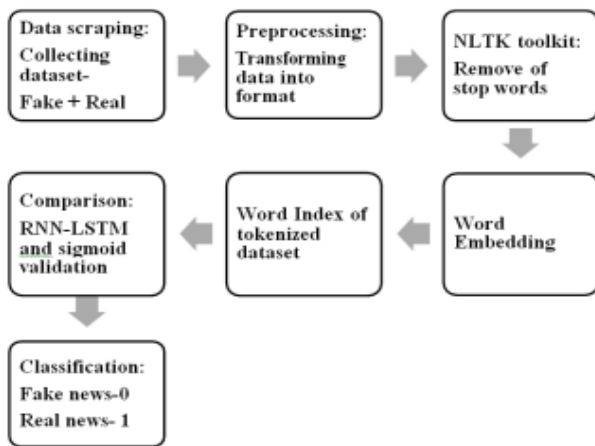 Data scraping:
Collecting
dataset-
Fake + Real
Preprocessing:
Transforming
data into
format
NLTK toolkit:
Remove of
stop words
Word
Embedding
Word Index of
tokenized
dataset
Comparison:
RNN-LSTM
and sigmoid
validation
Classification:
Fake news-0
Real news- 1